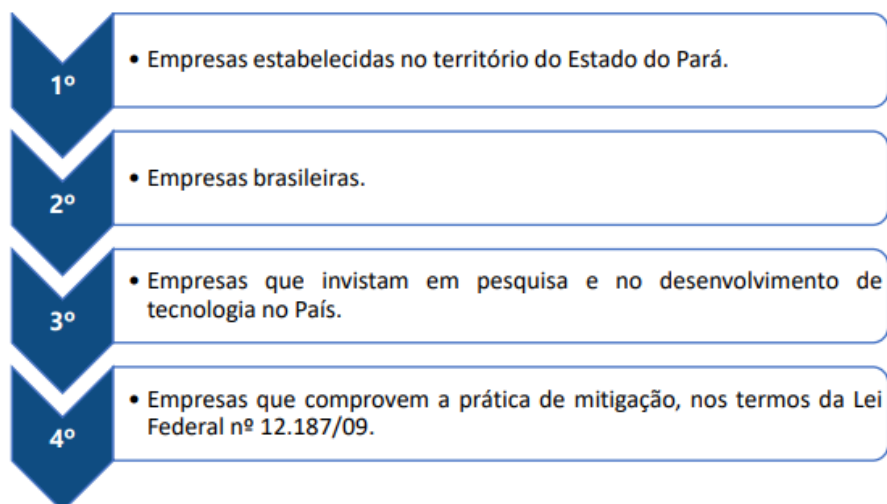 1º
• Empresas estabelecidas no território do Estado do Pará.
2º
• Empresas brasileiras.
3º
• Empresas que invistam em pesquisa e no desenvolvimento de
tecnologia no País.
4º
• Empresas que comprovem a prática de mitigação, nos termos da Lei
Federal nº 12.187/09.